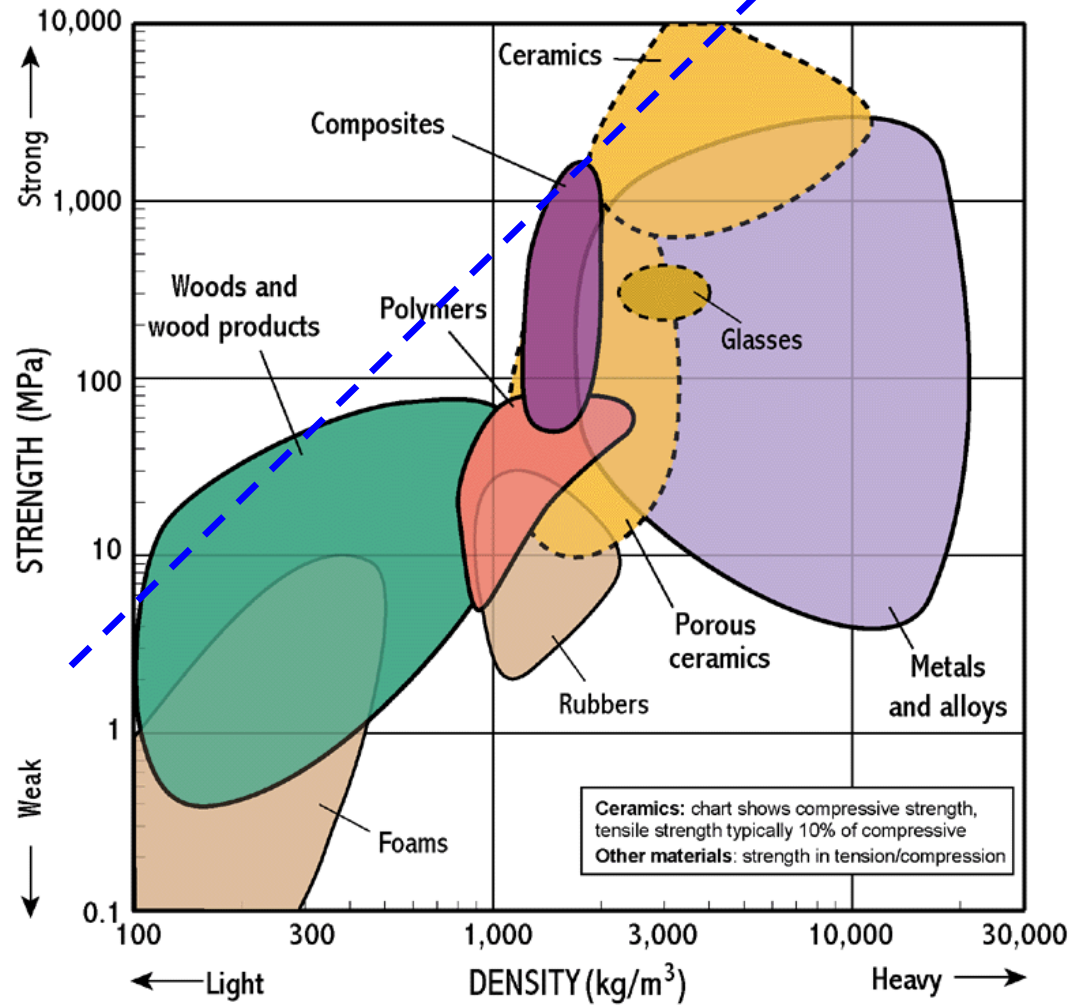 10,000
1,000
100
10
1
0.1
Strong
STRENGTH (MPa)
Weak
Ceramics
Composites
Woods and
wood products
Polymers
Glasses
Porous
ceramics
Rubbers
Metals
and alloys
Foams
Ceramics: chart shows compressive strength,
tensile strength typically 10% of compressive
Other materials: strength in tension/compression
100 300 1,000 3,000 10,000 30,000
Light DENSITY (kg/m³) Heavy